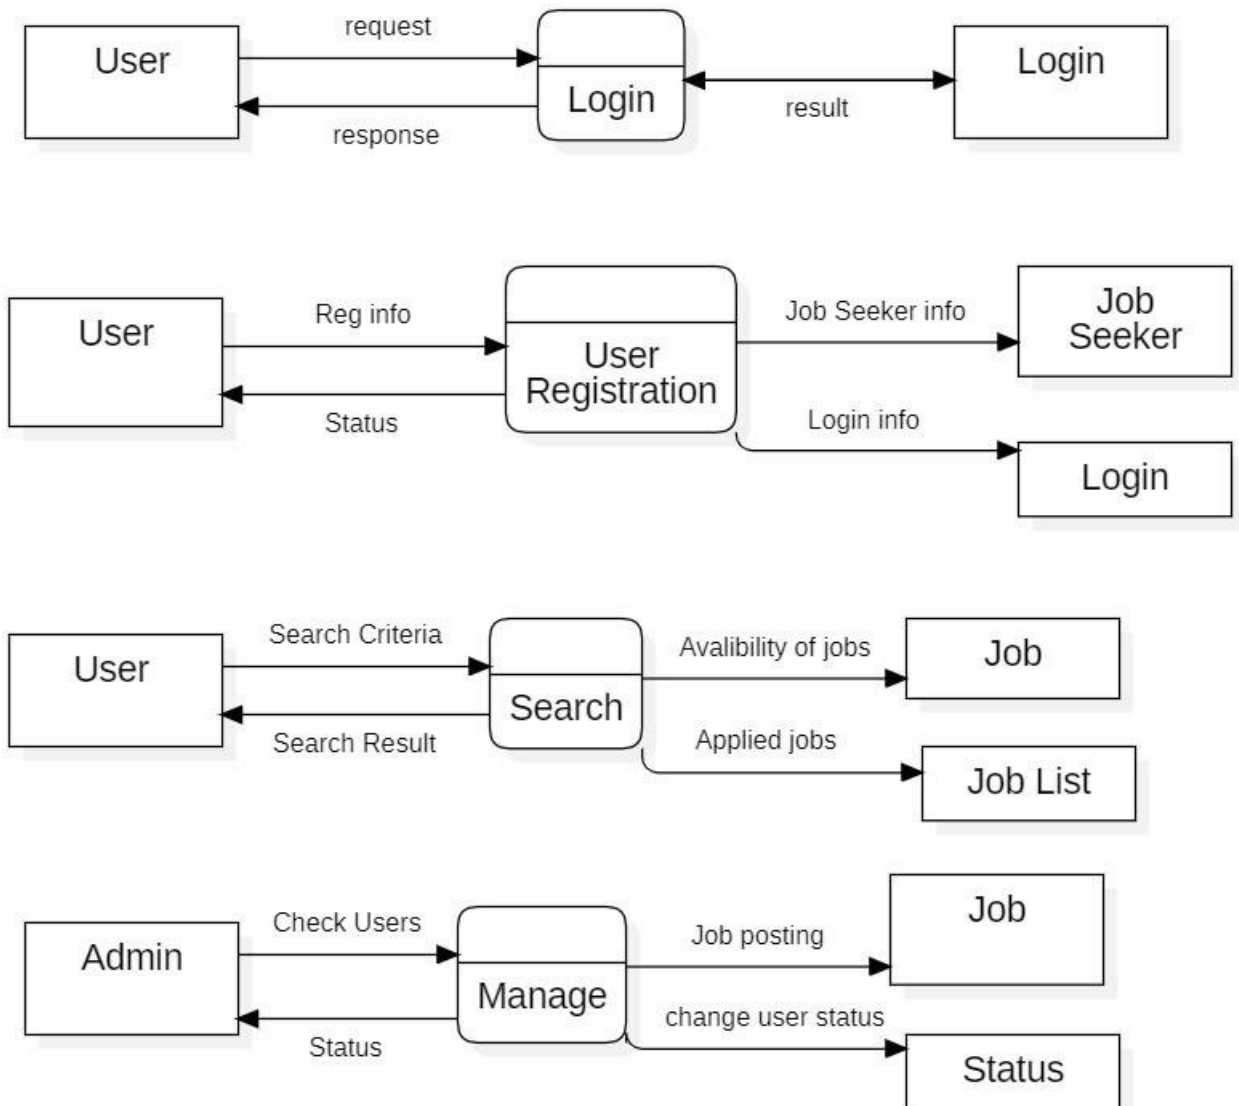 request
User
Login
Login
result
response
Reg info
User
User
Registration
Job Seeker info
Job
Seeker
Status
Login info
Login
Search Criteria
User
Search
Avalibility of jobs
Job
Search Result
Applied jobs
Job List
Check Users
Admin
Manage
Job posting
Job
Status
change user status
Status